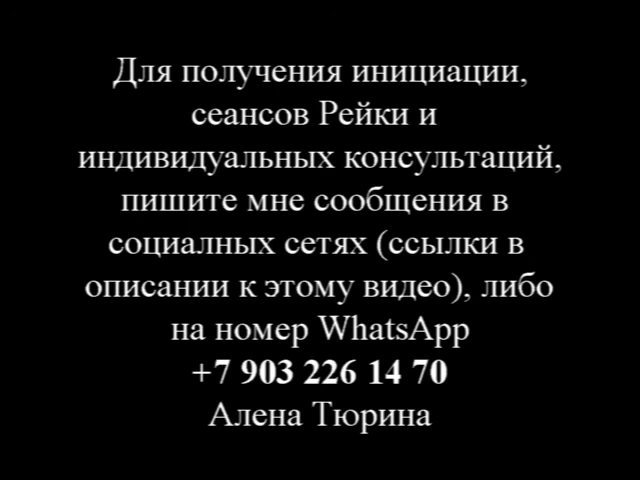 Для получения инициации,
сеансов Рейки и
индивидуальных консультаций,
пишите мне сообщения в
социалных сетях (ссылки в
описании к этому видео), либо
на номер WhatsApp
+7 903 226 14 70
Алена Тюрина